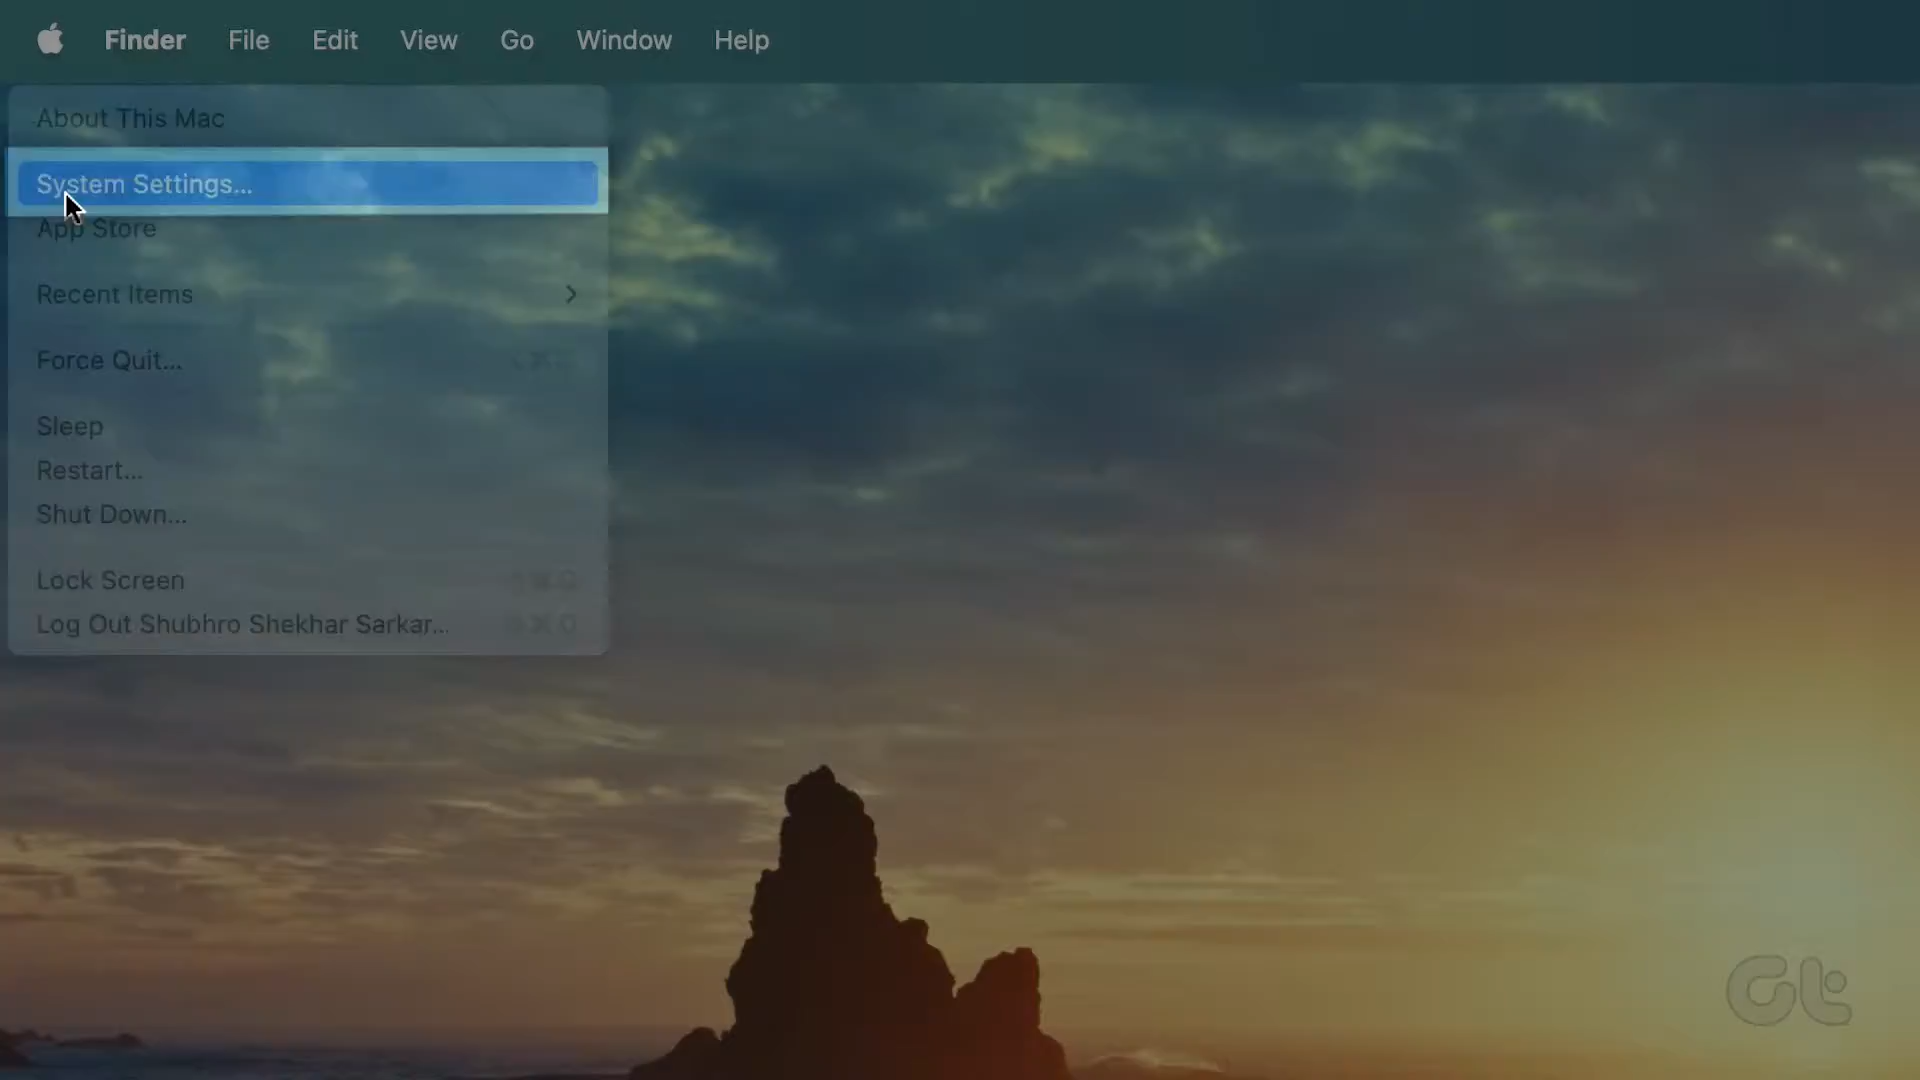 Finder File Edit View Go Window Help
About This Mac
System Settings...
App Store
Recent Items
Force Quit...
Sleep
Restart...
Shut Down...
Lock Screen
Log Out Shubhro Shekhar Sarkar...
Gt